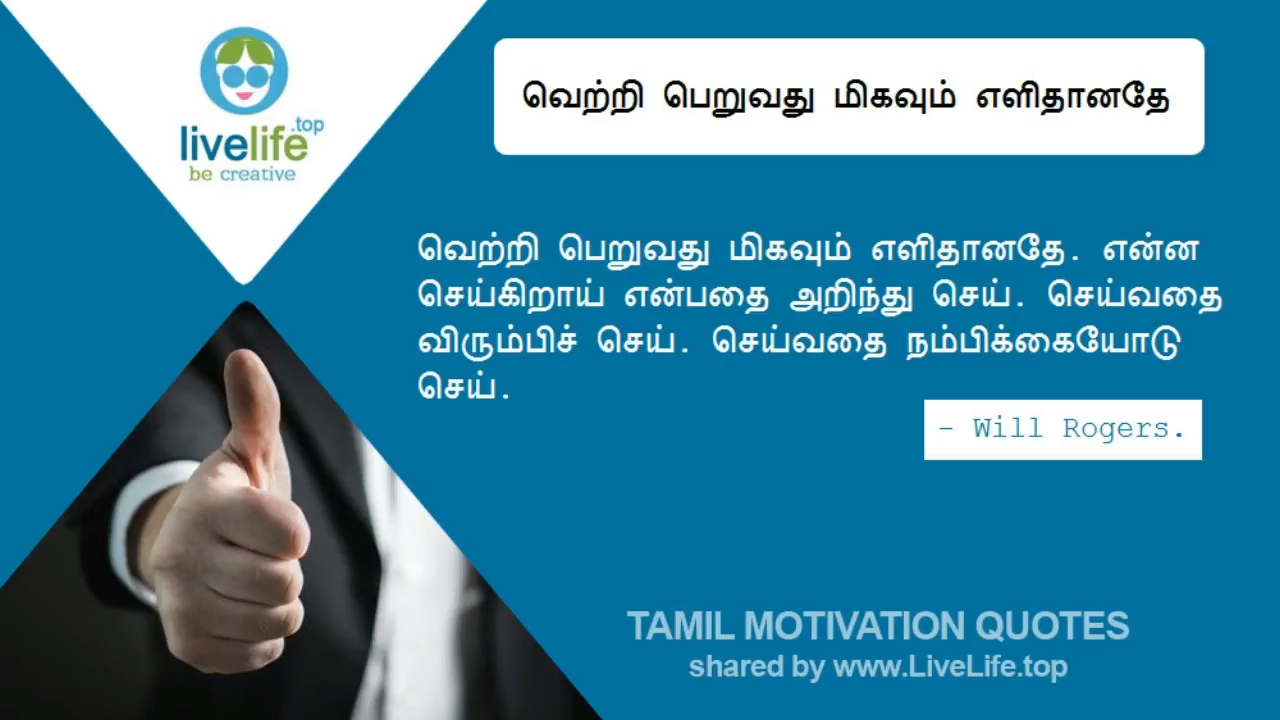 livelife.top
be creative
வெற்றி பெறுவது மிகவும் எளிதானதே
வெற்றி பெறுவது மிகவும் எளிதானதே. என்ன
செய்கிறாய் என்பதை அறிந்து செய். செய்வதை
விரும்பிச் செய். செய்வதை நம்பிக்கையோடு
செய்.
- Will Rogers.
TAMIL MOTIVATION QUOTES
shared by www.LiveLife.top